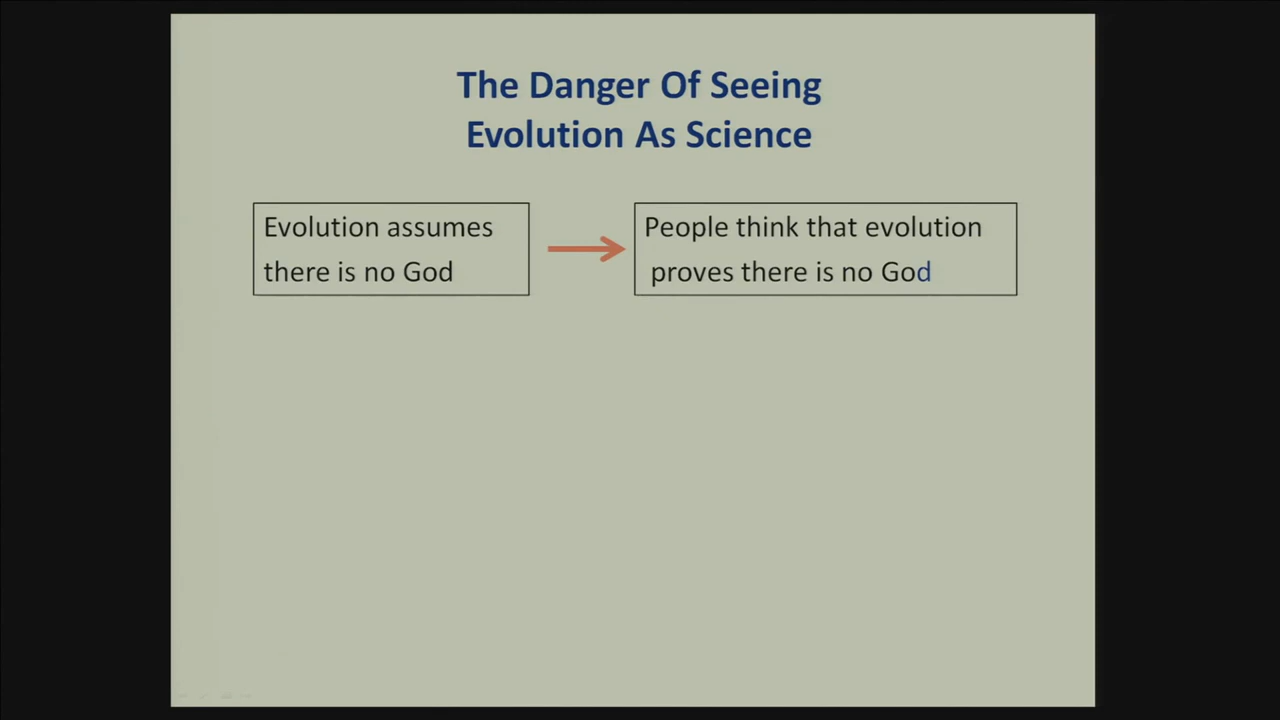 The Danger Of Seeing
Evolution As Science
Evolution assumes
there is no God
People think that evolution
proves there is no God